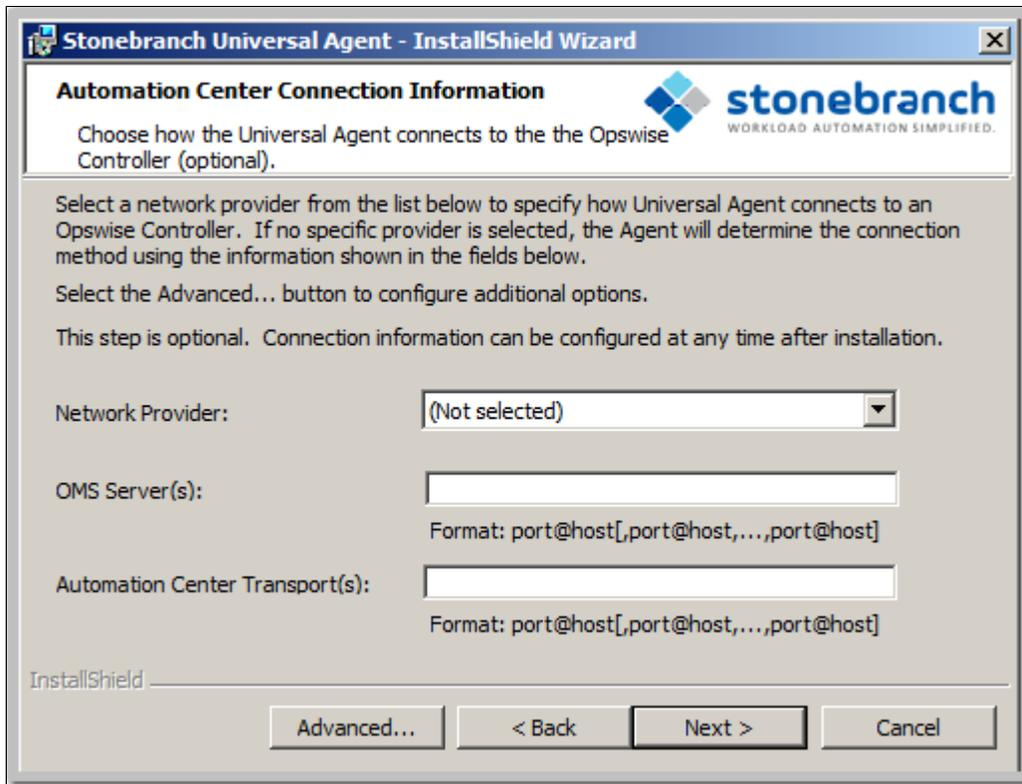 Stonebranch Universal Agent - InstallShield Wizard
Automation Center Connection Information
Choose how the Universal Agent connects to the the Opswise
Controller (optional).
stonebranch
WORKLOAD AUTOMATION SIMPLIFIED.
Select a network provider from the list below to specify how Universal Agent connects to an
Opswise Controller.  If no specific provider is selected, the Agent will determine the connection
method using the information shown in the fields below.
Select the Advanced... button to configure additional options.
This step is optional.  Connection information can be configured at any time after installation.
Network Provider:
(Not selected)
OMS Server(s):
Format: port@host[,port@host,...,port@host]
Automation Center Transport(s):
Format: port@host[,port@host,...,port@host]
InstallShield
Advanced...
< Back
Next >
Cancel